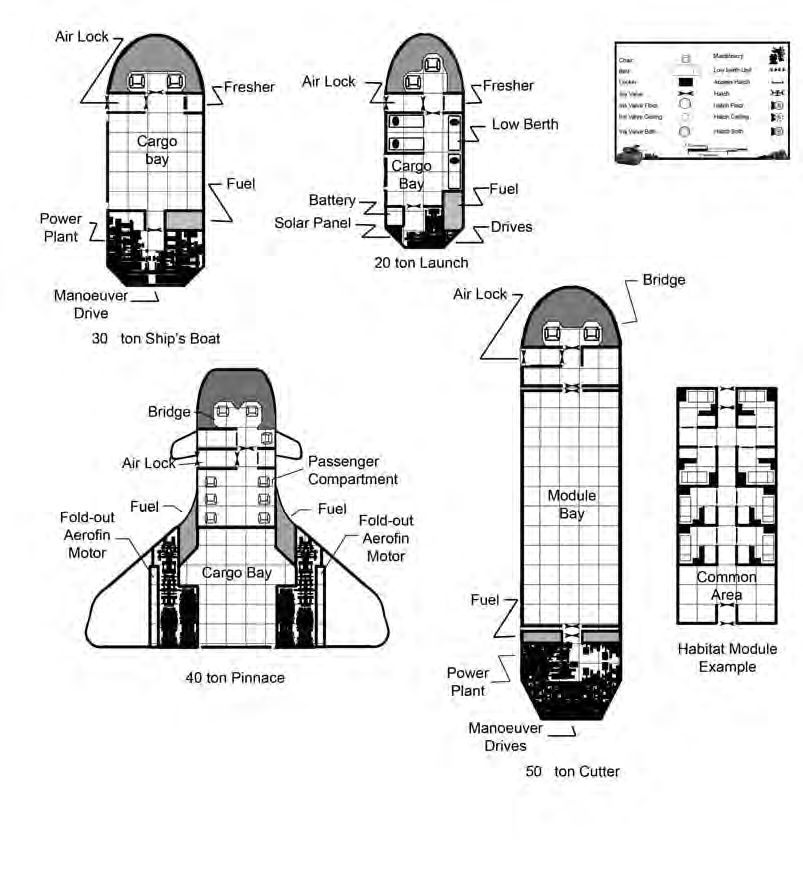 Air Lock
Fresher
Cargo
bay
Fuel
Power
Plant
Manoeuver
Drive
30 ton Ship's Boat
Air Lock
Fresher
Low Berth
Cargo
Bay
Battery
Fuel
Solar Panel
Drives
20 ton Launch
Chair
Machinery
Low Berth Unit
Locker
Access Hatch
Iris Valve
Hatch
Iris Valve Floor
Hatch Floor
Iris Valve Ceiling
Hatch Ceiling
Iris Valve Both
Hatch Both
Bridge
Air Lock
Passenger
Compartment
Fuel
Fuel
Fold-out
Aerofin
Motor
Fold-out
Aerofin
Motor
Cargo Bay
40 ton Pinnace
Air Lock
Bridge
Module
Bay
Fuel
Power
Plant
Manoeuver
Drives
50 ton Cutter
Common
Area
Habitat Module
Example